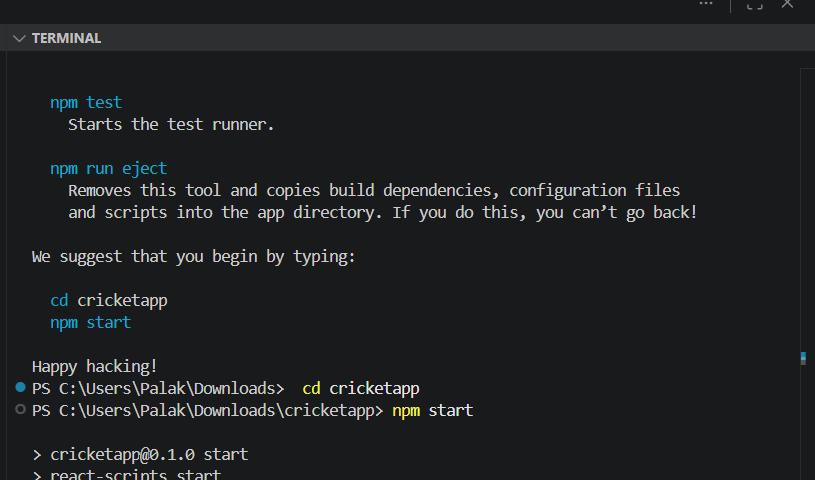 TERMINAL
npm test
Starts the test runner.
npm run eject
Removes this tool and copies build dependencies, configuration files
and scripts into the app directory. If you do this, you can’t go back!
We suggest that you begin by typing:
cd cricketapp
npm start
Happy hacking!
PS C:\Users\Palak\Downloads>  cd cricketapp
PS C:\Users\Palak\Downloads\cricketapp> npm start
> cricketapp@0.1.0 start
> react-scripts start